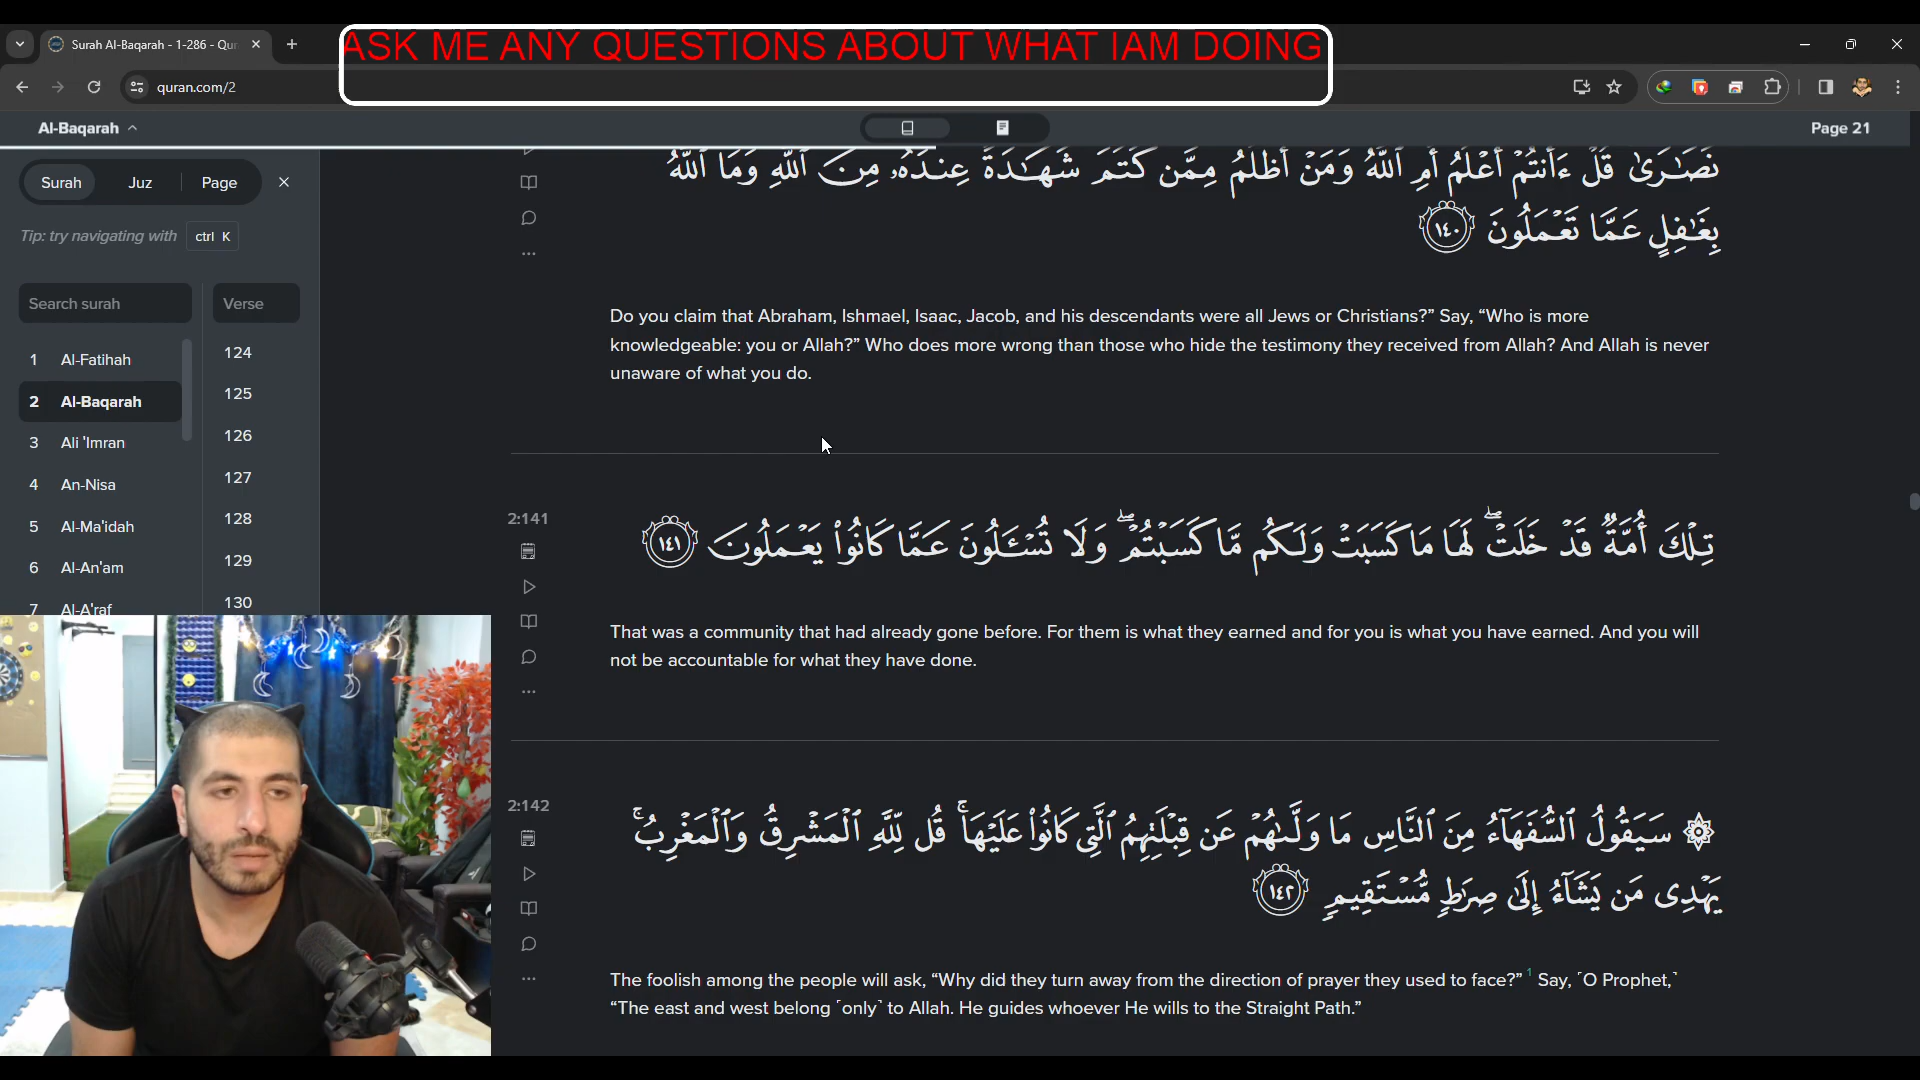 Surah Al-Baqarah - 1-286 - Qu
ASK ME ANY QUESTIONS ABOUT WHAT IAM DOING
quran.com/2
Al-Baqarah
Page 21
Surah
Juz
Page
Tip: try navigating with
ctrl K
Search surah
Verse
1 Al-Fatihah
2 Al-Baqarah
3 Ali 'Imran
4 An-Nisa
5 Al-Ma'idah
6 Al-An'am
7 Al-A'raf
124
125
126
127
128
129
130
نَصَـٰرَىٰ ۗ قُلْ ءَأَنتُمْ أَعْلَمُ أَمِ ٱللَّهُ ۗ وَمَنْ أَظْلَمُ مِمَّن كَتَمَ شَهَـٰدَةً عِندَهُۥ مِنَ ٱللَّهِ ۗ وَمَا ٱللَّهُ
بِغَـٰفِلٍ عَمَّا تَعْمَلُونَ ١٤٠
Do you claim that Abraham, Ishmael, Isaac, Jacob, and his descendants were all Jews or Christians?” Say, “Who is more
knowledgeable: you or Allah?” Who does more wrong than those who hide the testimony they received from Allah? And Allah is never
unaware of what you do.
2:141
تِلْكَ أُمَّةٌۭ قَدْ خَلَتْ ۖ لَهَا مَا كَسَبَتْ وَلَكُم مَّا كَسَبْتُمْ ۖ وَلَا تُسْـَٔلُونَ عَمَّا كَانُوا۟ يَعْمَلُونَ ١٤١
That was a community that had already gone before. For them is what they earned and for you is what you have earned. And you will
not be accountable for what they have done.
2:142
۞ سَيَقُولُ ٱلسُّفَهَآءُ مِنَ ٱلنَّاسِ مَا وَلَّىٰهُمْ عَن قِبْلَتِهِمُ ٱلَّتِى كَانُوا۟ عَلَيْهَا ۚ قُل لِّلَّهِ ٱلْمَشْرِقُ وَٱلْمَغْرِبُ ۚ
يَهْدِى مَن يَشَآءُ إِلَىٰ صِرَٰطٍۢ مُّسْتَقِيمٍۢ ١٤٢
The foolish among the people will ask, “Why did they turn away from the direction of prayer they used to face?” 1 Say, ˹O Prophet,˺
“The east and west belong ˹only˺ to Allah. He guides whoever He wills to the Straight Path.”